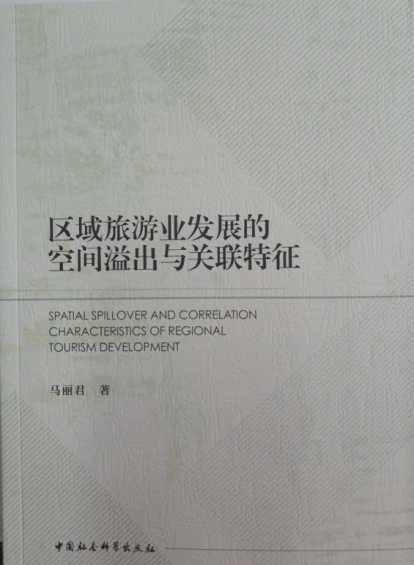 区域旅游业发展的
空间溢出与关联特征
SPATIAL SPILLOVER AND CORRELATION
CHARACTERISTICS OF REGIONAL
TOURISM DEVELOPMENT
马丽君 著
中国社会科学出版社